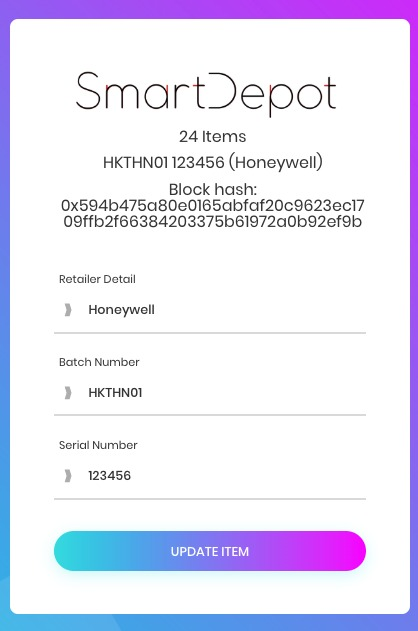 SmartDepot
24 Items
HKTHN01 123456 (Honeywell)
Block hash:
0x594b475a80e0165abfaf20c9623ec17
09ffb2f66384203375b61972a0b92ef9b
Retailer Detail
Honeywell
Batch Number
HKTHN01
Serial Number
123456
UPDATE ITEM